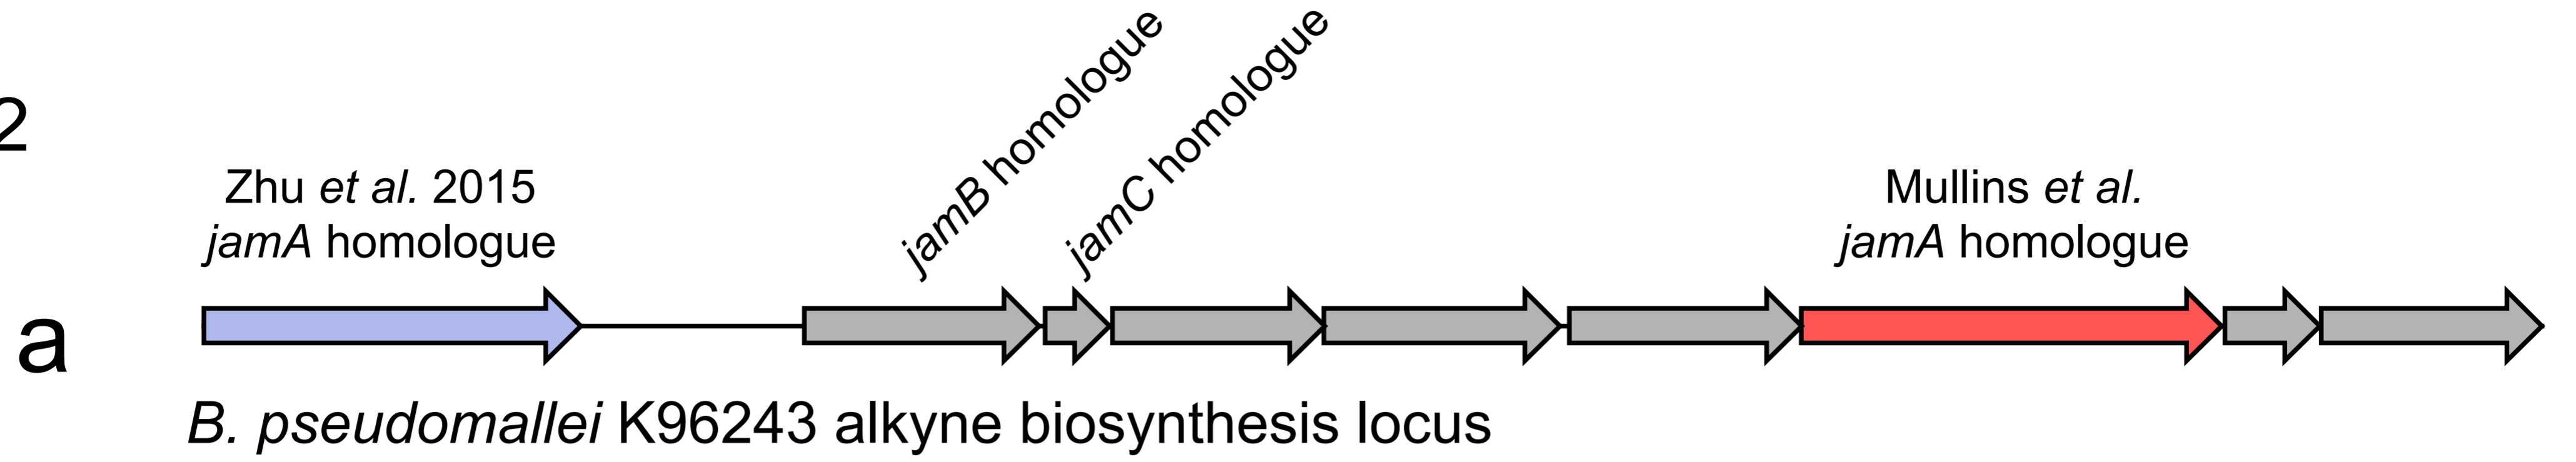 2
jamB homologue
jamC homologue
Zhu et al. 2015
jamA homologue
Mullins et al.
jamA homologue
a
B. pseudomallei K96243 alkyne biosynthesis locus